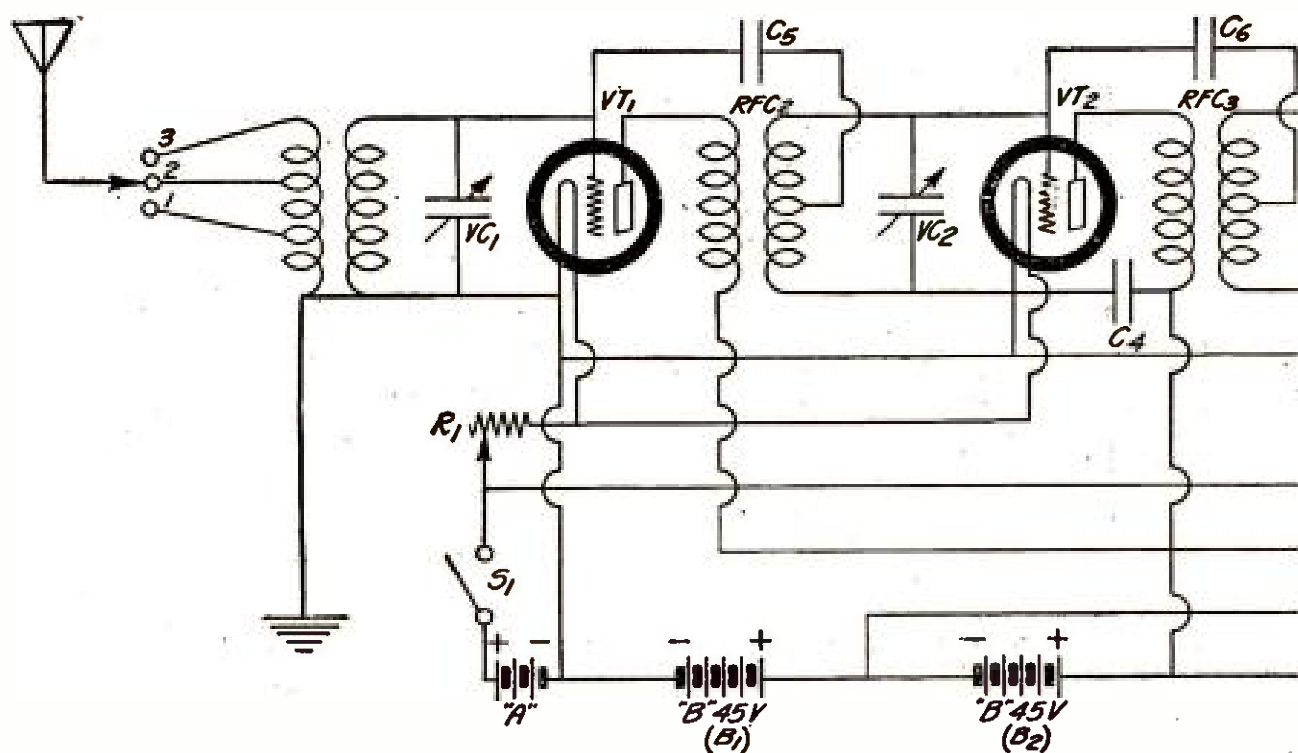 C5
C6
VT1
RFC2
VT2
RFC3
3
2
1
VC1
VC2
C4
R1
S1
+ -
- +
- +
"A"
"B" 45V
(B1)
"B" 45V
(B2)